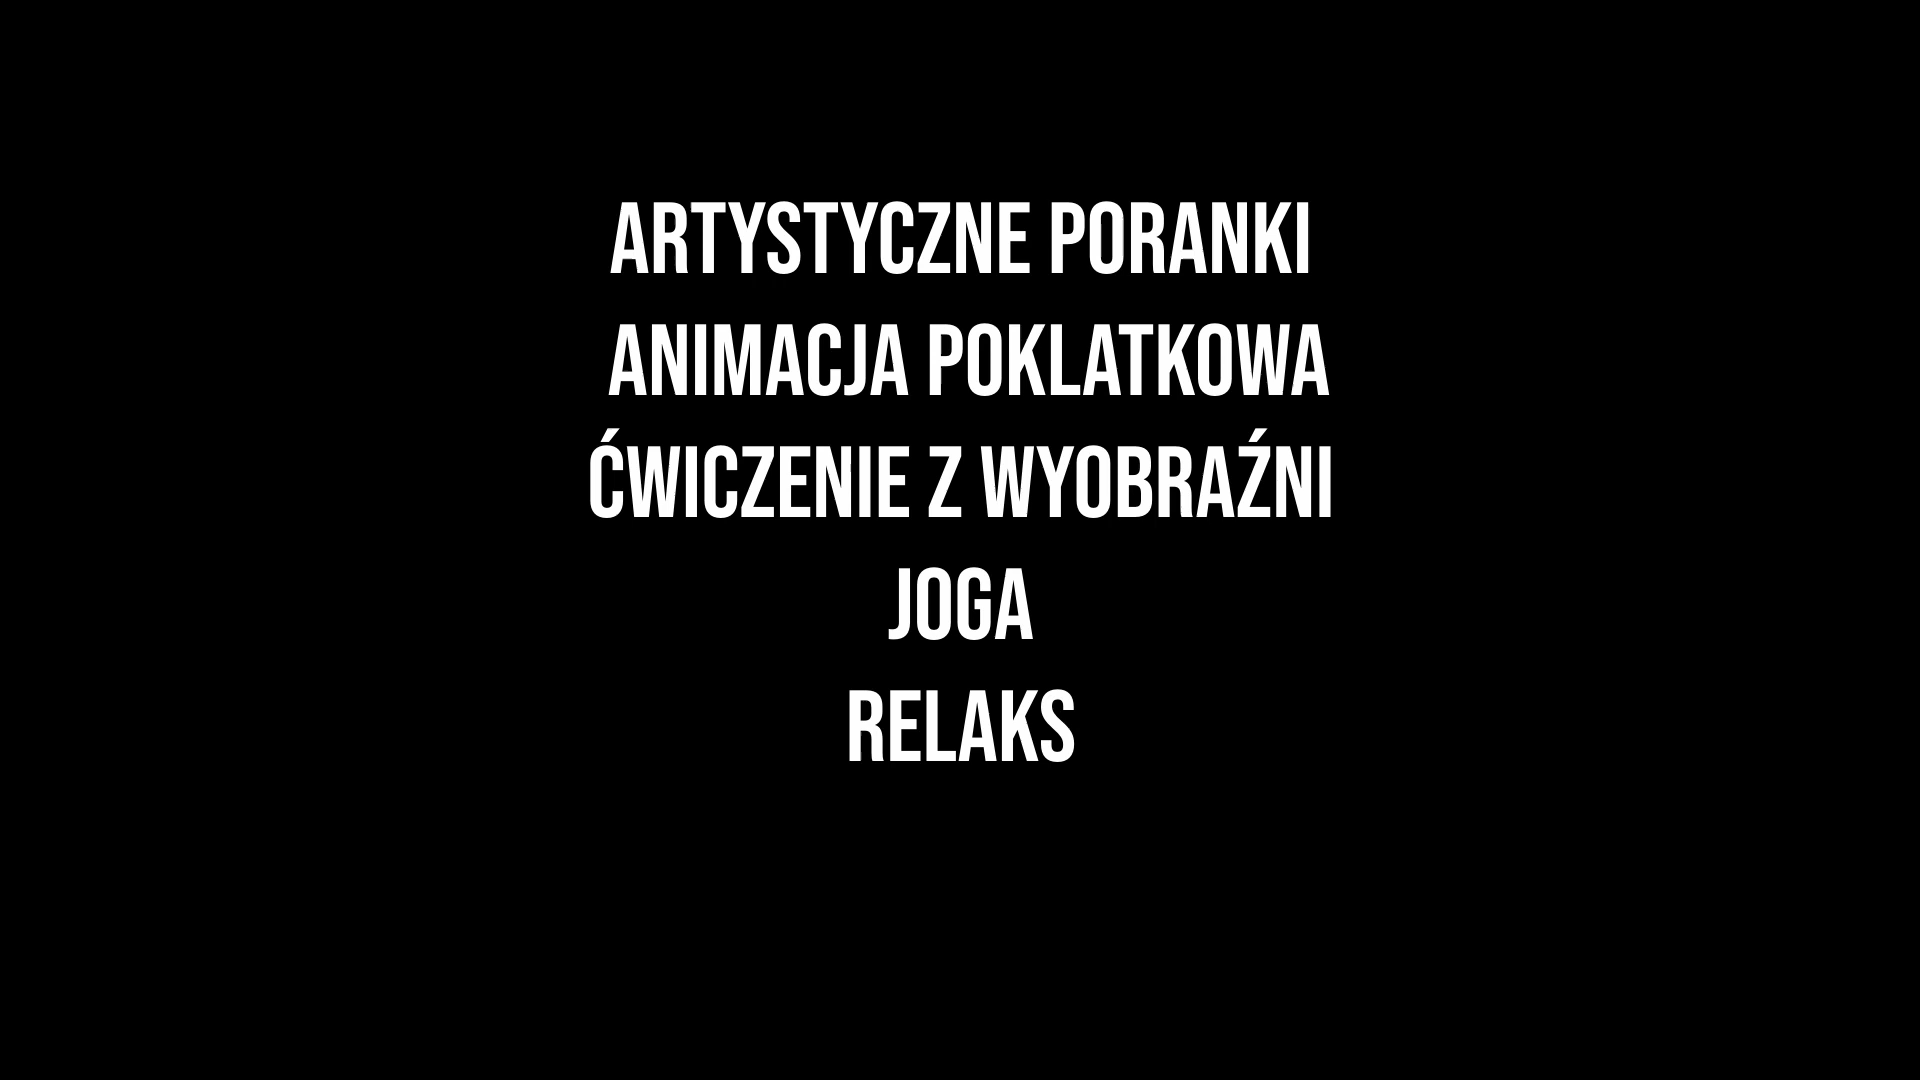 ARTYSTYCZNE PORANKI
ANIMACJA POKLATKOWA
ĆWICZENIE Z WYOBRAŹNI
JOGA
RELAKS